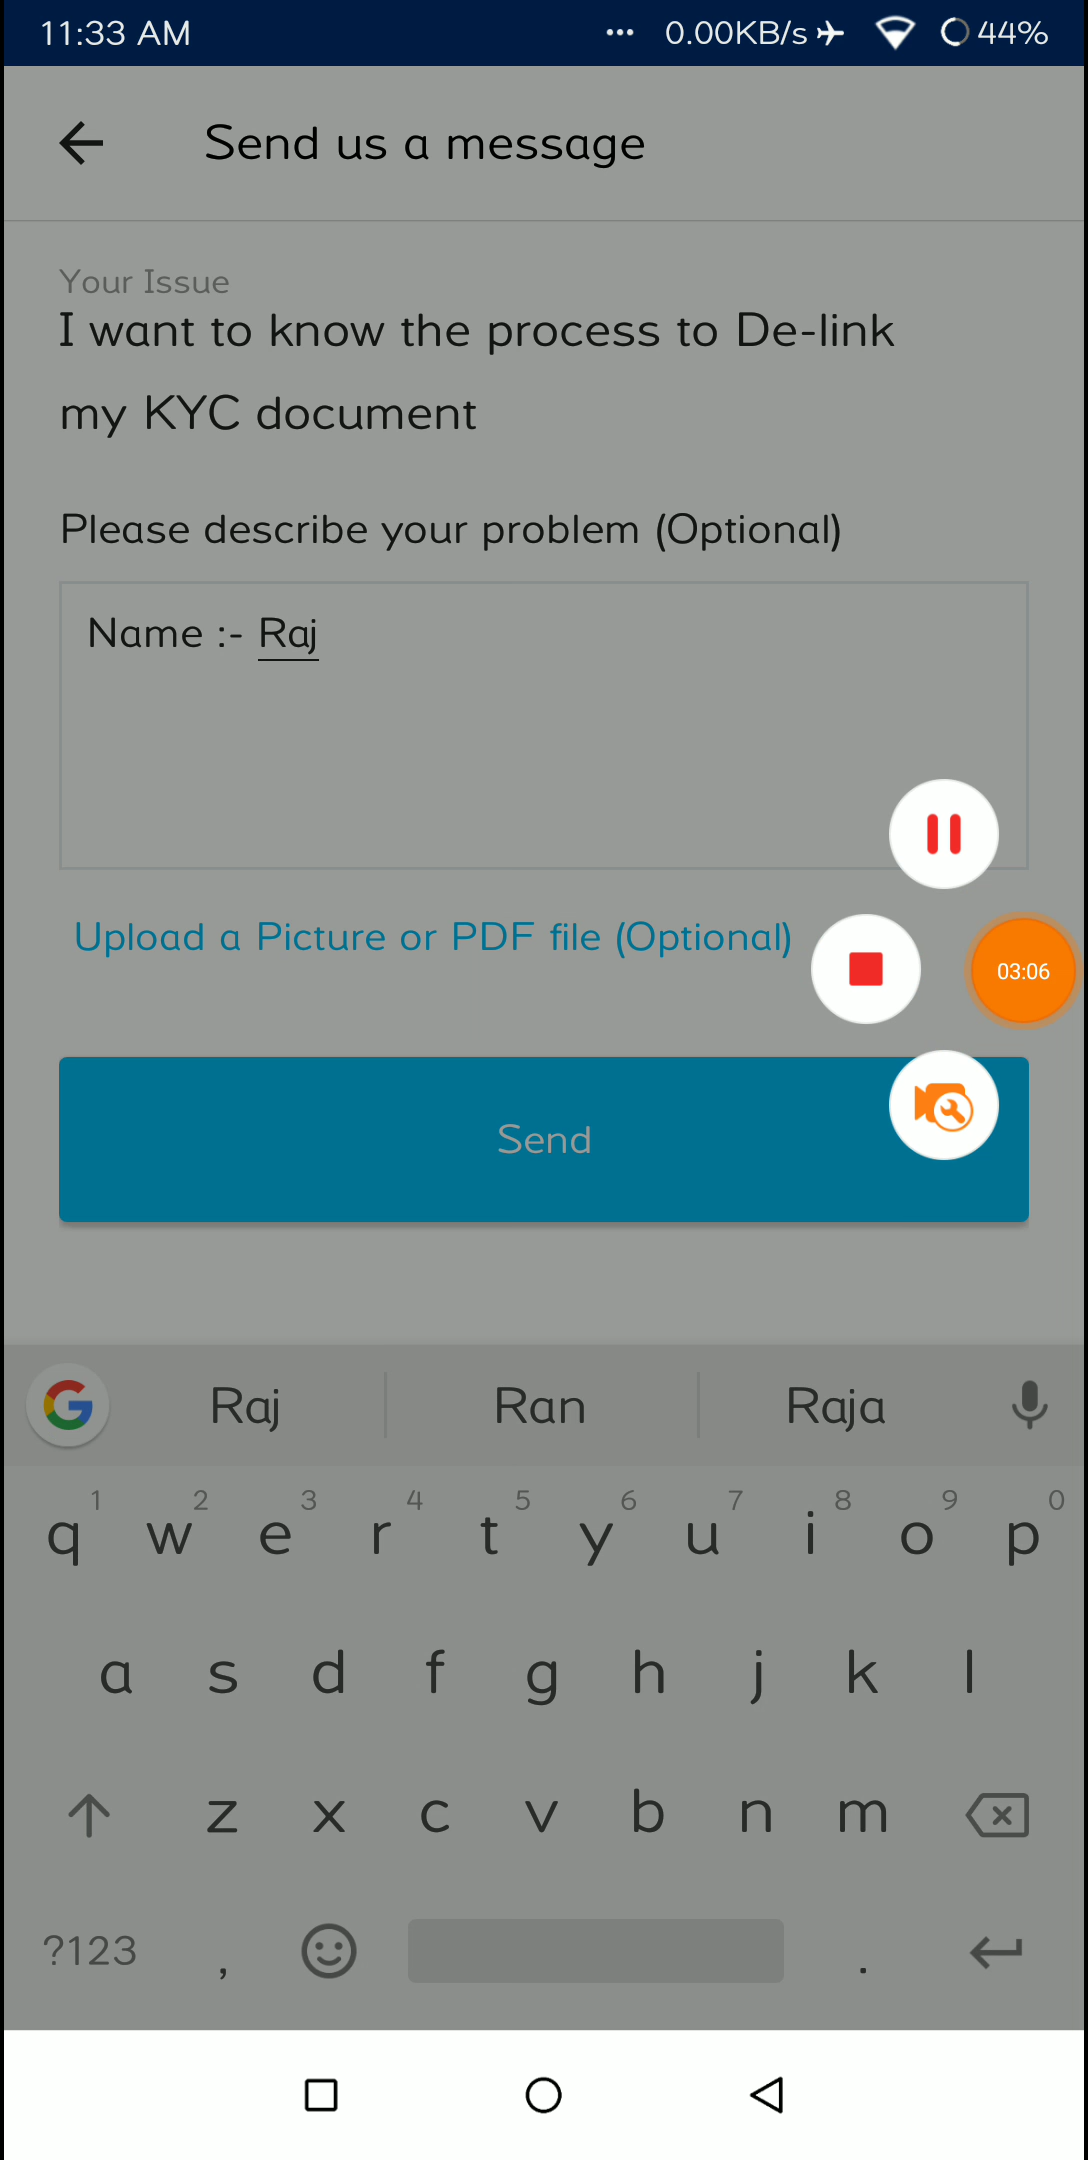 11:33 AM ... 0.00KB/s 44%
Send us a message
Your Issue
I want to know the process to De-link
my KYC document
Please describe your problem (Optional)
Name :- Raj
Upload a Picture or PDF file (Optional)
03:06
Send
Raj Ran Raja
1 2 3 4 5 6 7 8 9 0
q w e r t y u i o p
a s d f g h j k l
z x c v b n m
?123 , .